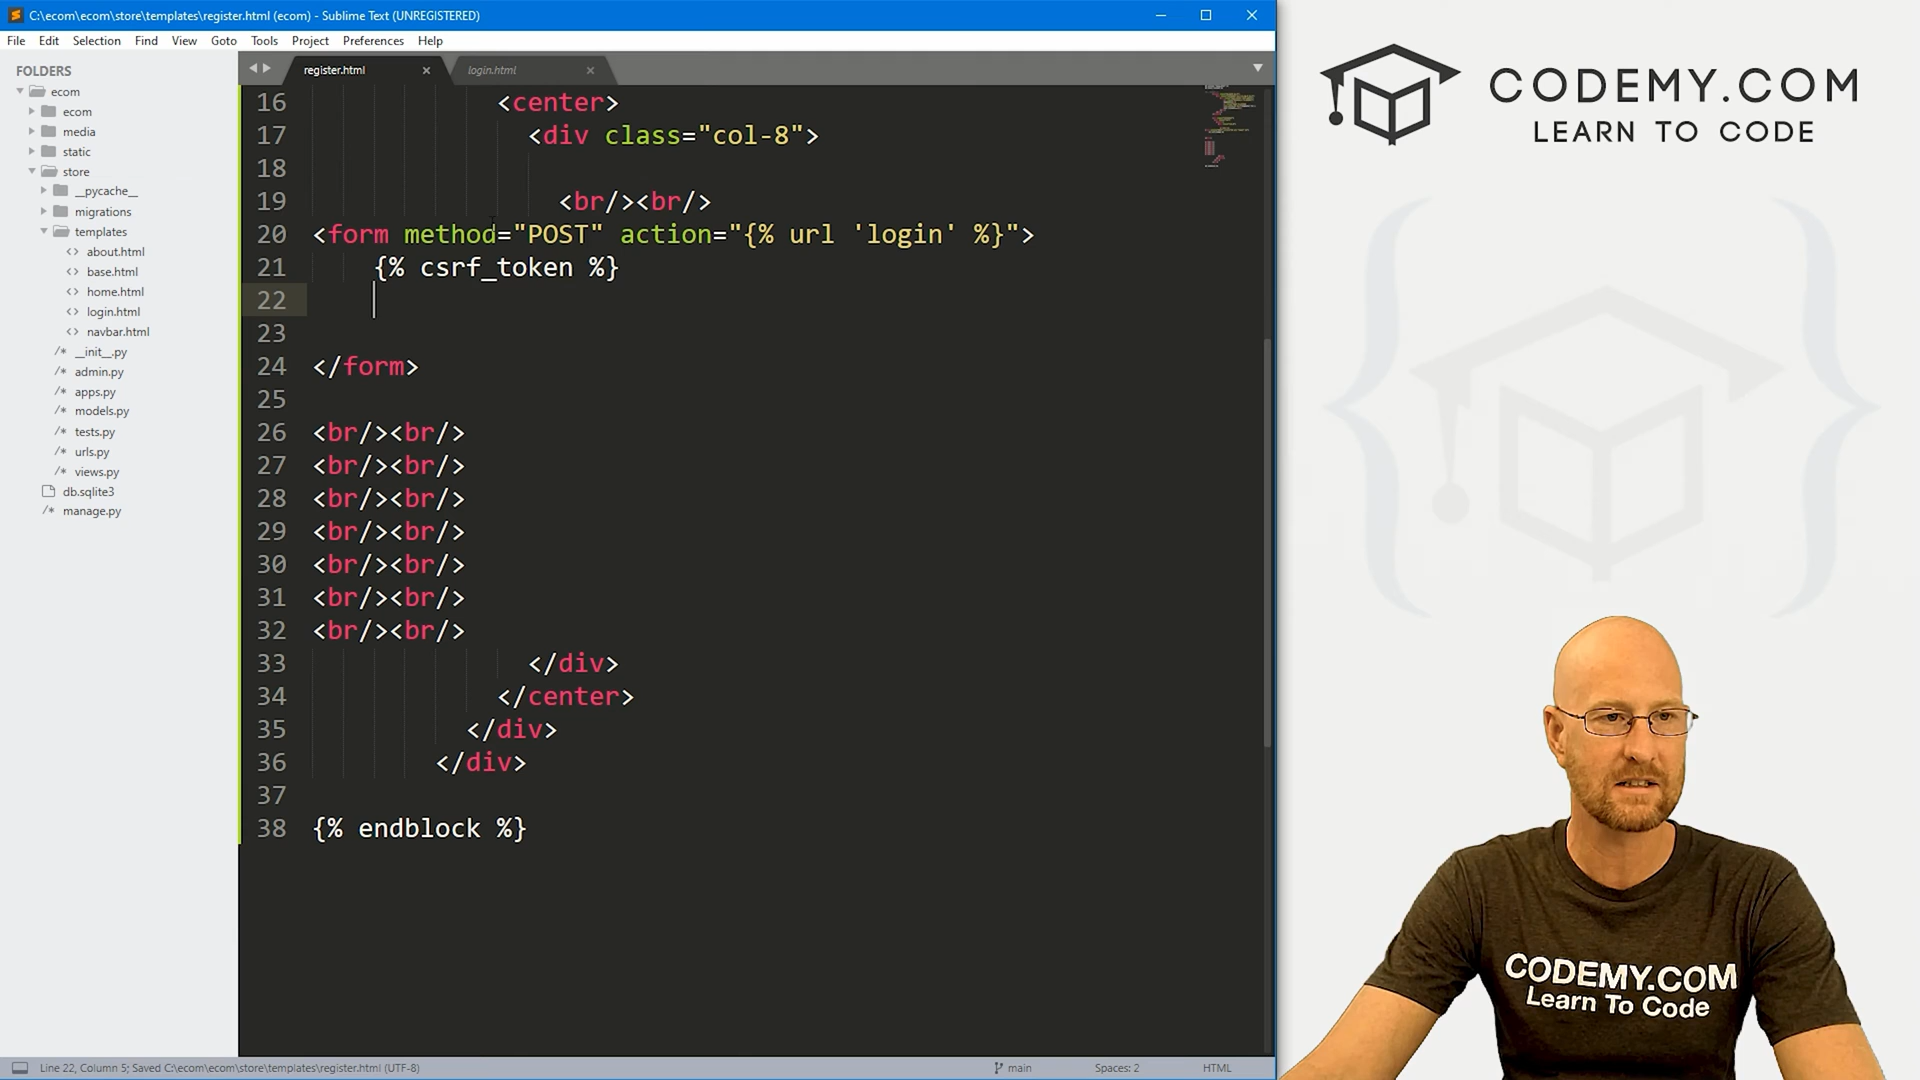 C:\ecom\ecom\store\templates\register.html (ecom) - Sublime Text (UNREGISTERED)
File Edit Selection Find View Goto Tools Project Preferences Help
FOLDERS
ecom
ecom
media
static
store
__pycache__
migrations
templates
about.html
base.html
home.html
login.html
navbar.html
__init__.py
admin.py
apps.py
models.py
tests.py
urls.py
views.py
db.sqlite3
manage.py
register.html
login.html
16 <center>
17 <div class="col-8">
18
19 <br/><br/>
20 <form method="POST" action="{% url 'login' %}">
21 {% csrf_token %}
22
23
24 </form>
25
26 <br/><br/>
27 <br/><br/>
28 <br/><br/>
29 <br/><br/>
30 <br/><br/>
31 <br/><br/>
32 <br/><br/>
33 </div>
34 </center>
35 </div>
36 </div>
37
38 {% endblock %}
Line 22, Column 5; Saved C:\ecom\ecom\store\templates\register.html (UTF-8)
main
Spaces: 2
HTML
CODEMY.COM
LEARN TO CODE
CODEMY.COM
Learn To Code